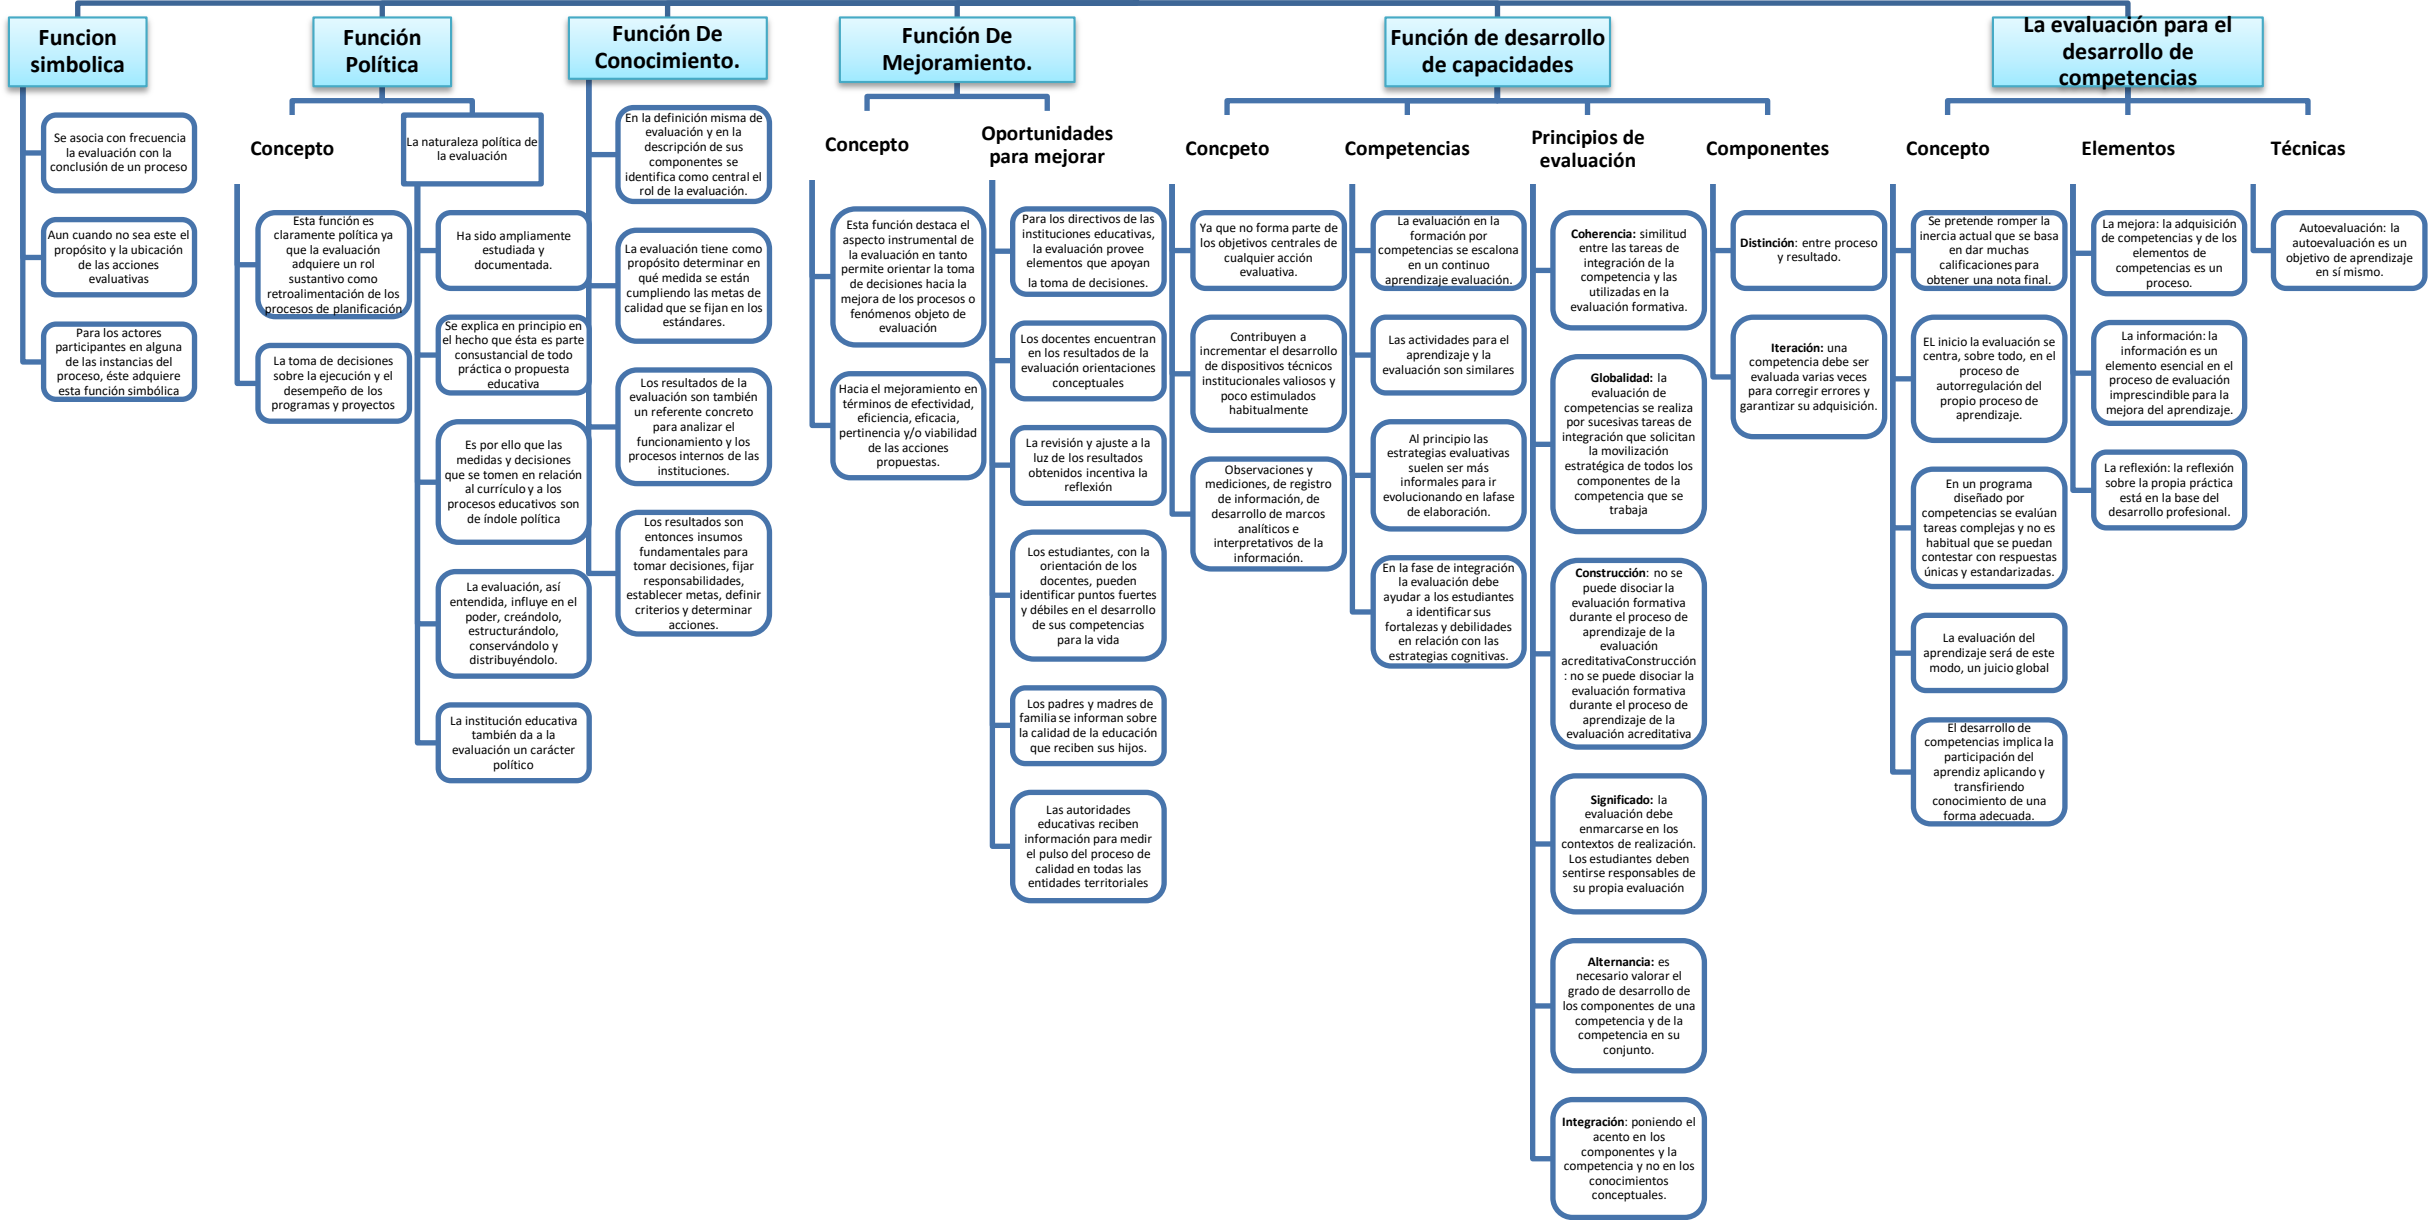 Funcion
simbolica
Se asocia con frecuencia
la evaluación con la
conclusión de un proceso
Aun cuando no sea este el
propósito y la ubicación
de las acciones
evaluativas
Para los actores
participantes en alguna
de las instancias del
proceso, éste adquiere
esta función simbólica
Función
Política
Concepto
Esta función es
claramente política ya
que la evaluación
adquiere un rol
sustantivo como
retroalimentación de los
procesos de planificación
La toma de decisiones
sobre la ejecución y el
desempeño de los
programas y proyectos
La naturaleza política de
la evaluación
Ha sido ampliamente
estudiada y
documentada.
Se explica en principio en
el hecho que ésta es parte
consustancial de todo
práctica o propuesta
educativa
Es por ello que las
medidas y decisiones
que se tomen en relación
al currículo y a los
procesos educativos son
de índole política
La evaluación, así
entendida, influye en el
poder, creándolo,
estructurándolo,
conservándolo y
distribuyéndolo.
La institución educativa
también da a la
evaluación un carácter
político
Función De
Conocimiento.
En la definición misma de
evaluación y en la
descripción de sus
componentes se
identifica como central el
rol de la evaluación.
La evaluación tiene como
propósito determinar en
qué medida se están
cumpliendo las metas de
calidad que se fijan en los
estándares.
Los resultados de la
evaluación son también
un referente concreto
para analizar el
funcionamiento y los
procesos internos de las
instituciones.
Los resultados son
entonces insumos
fundamentales para
tomar decisiones, fijar
responsabilidades,
establecer metas, definir
criterios y determinar
acciones.
Función De
Mejoramiento.
Concepto
Esta función destaca el
aspecto instrumental de
la evaluación en tanto
permite orientar la toma
de decisiones hacia la
mejora de los procesos o
fenómenos objeto de
evaluación
Hacia el mejoramiento en
términos de efectividad,
eficiencia, eficacia,
pertinencia y/o viabilidad
de las acciones
propuestas.
Oportunidades
para mejorar
Para los directivos de las
instituciones educativas,
la evaluación provee
elementos que apoyan
la toma de decisiones.
Los docentes encuentran
en los resultados de la
evaluación orientaciones
conceptuales
La revisión y ajuste a la
luz de los resultados
obtenidos incentiva la
reflexión
Los estudiantes, con la
orientación de los
docentes, pueden
identificar puntos fuertes
y débiles en el desarrollo
de sus competencias
para la vida
Los padres y madres de
familia se informan sobre
la calidad de la educación
que reciben sus hijos.
Las autoridades
educativas reciben
información para medir
el pulso del proceso de
calidad en todas las
entidades territoriales
Función de desarrollo
de capacidades
Concpeto
Ya que no forma parte de
los objetivos centrales de
cualquier acción
evaluativa.
Contribuyen a
incrementar el desarrollo
de dispositivos técnicos
institucionales valiosos y
poco estimulados
habitualmente
Observaciones y
mediciones, de registro
de información, de
desarrollo de marcos
analíticos e
interpretativos de la
información.
Competencias
La evaluación en la
formación por
competencias se escalona
en un continuo
aprendizaje evaluación.
Las actividades para el
aprendizaje y la
evaluación son similares
Al principio las
estrategias evaluativas
suelen ser más
informales para ir
evolucionando en lafase
de elaboración.
En la fase de integración
la evaluación debe
ayudar a los estudiantes
a identificar sus
fortalezas y debilidades
en relación con las
estrategias cognitivas.
Principios de
evaluación
Coherencia: similitud
entre las tareas de
integración de la
competencia y las
utilizadas en la
evaluación formativa.
Globalidad: la
evaluación de
competencias se realiza
por sucesivas tareas de
integración que solicitan
la movilización
estratégica de todos los
componentes de la
competencia que se
trabaja
Construcción: no se
puede disociar la
evaluación formativa
durante el proceso de
aprendizaje de la
evaluación
acreditativaConstrucción
: no se puede disociar la
evaluación formativa
durante el proceso de
aprendizaje de la
evaluación acreditativa
Significado: la
evaluación debe
enmarcarse en los
contextos de realización.
Los estudiantes deben
sentirse responsables de
su propia evaluación
Alternancia: es
necesario valorar el
grado de desarrollo de
los componentes de una
competencia y de la
competencia en su
conjunto.
Integración: poniendo el
acento en los
componentes y la
competencia y no en los
conocimientos
conceptuales.
Componentes
Distinción: entre proceso
y resultado.
Iteración: una
competencia debe ser
evaluada varias veces
para corregir errores y
garantizar su adquisición.
La evaluación para el
desarrollo de
competencias
Concepto
Se pretende romper la
inercia actual que se basa
en dar muchas
calificaciones para
obtener una nota final.
EL inicio la evaluación se
centra, sobre todo, en el
proceso de
autorregulación del
propio proceso de
aprendizaje.
En un programa
diseñado por
competencias se evalúan
tareas complejas y no es
habitual que se puedan
contestar con respuestas
únicas y estandarizadas.
La evaluación del
aprendizaje será de este
modo, un juicio global
El desarrollo de
competencias implica la
participación del
aprendiz aplicando y
transfiriendo
conocimiento de una
forma adecuada.
Elementos
La mejora: la adquisición
de competencias y de los
elementos de
competencias es un
proceso.
La información: la
información es un
elemento esencial en el
proceso de evaluación
imprescindible para la
mejora del aprendizaje.
La reflexión: la reflexión
sobre la propia práctica
está en la base del
desarrollo profesional.
Técnicas
Autoevaluación: la
autoevaluación es un
objetivo de aprendizaje
en sí mismo.